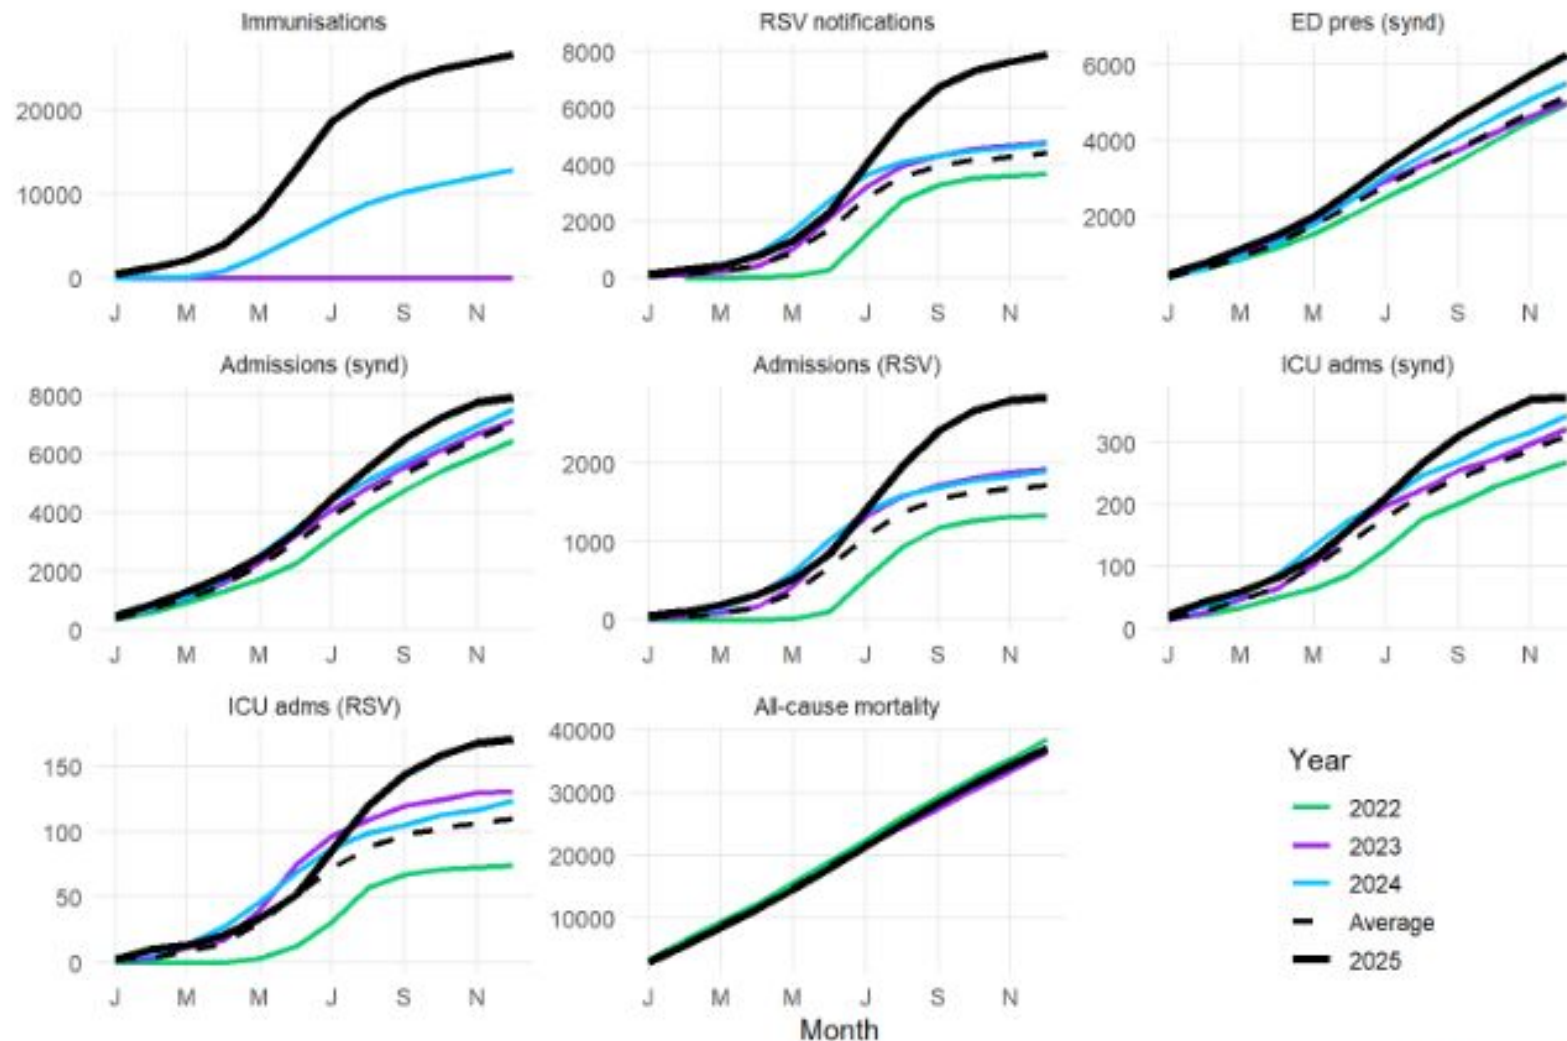 Immunisations
RSV notifications
ED pres (synd)
20000
10000
0
J M M J S N
8000
6000
4000
2000
0
J M M J S N
6000
4000
2000
J M M J S N
Admissions (synd)
Admissions (RSV)
ICU adms (synd)
8000
6000
4000
2000
0
J M M J S N
2000
1000
0
J M M J S N
300
200
100
0
J M M J S N
ICU adms (RSV)
All-cause mortality
150
100
50
0
J M M J S N
40000
30000
20000
10000
J M M J S N
Month
Year
2022
2023
2024
Average
2025